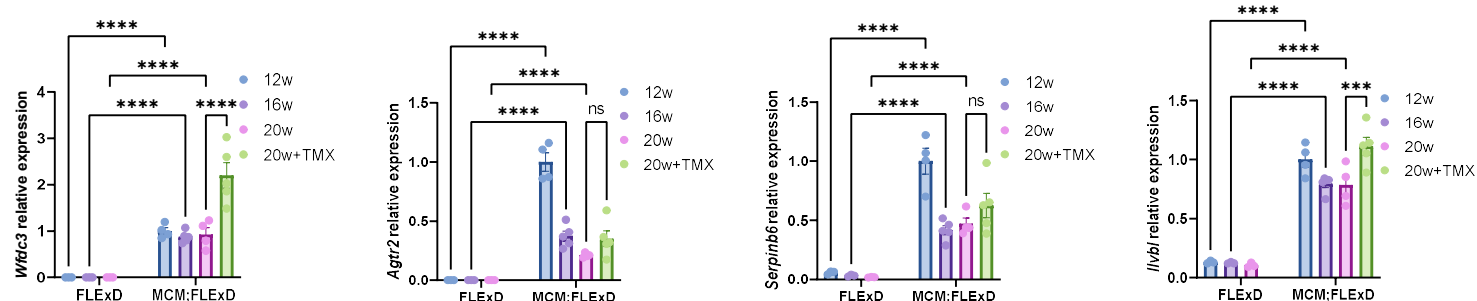 ****
****
****
****
4
3
2
1
0
Wfdc3 relative expression
FLExD
MCM:FLExD
12w
16w
20w
20w+TMX
****
****
****
ns
1.5
1.0
0.5
0.0
Agtr2 relative expression
FLExD
MCM:FLExD
12w
16w
20w
20w+TMX
****
****
****
ns
1.5
1.0
0.5
0.0
Serpinb6 relative expression
FLExD
MCM:FLExD
12w
16w
20w
20w+TMX
****
****
****
***
1.5
1.0
0.5
0.0
Ilvbl relative expression
FLExD
MCM:FLExD
12w
16w
20w
20w+TMX